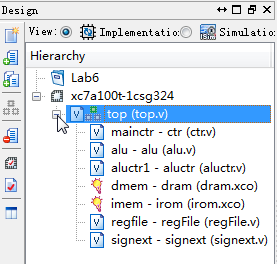 Design
View: Implementatio Simulatio
Hierarchy
Lab6
xc7a100t-1csg324
top (top.v)
mainctr - ctr (ctr.v)
alu - alu (alu.v)
aluctr1 - aluctr (aluctr.v)
dmem - dram (dram.xco)
imem - irom (irom.xco)
regfile - regFile (regFile.v)
signext - signext (signext.v)